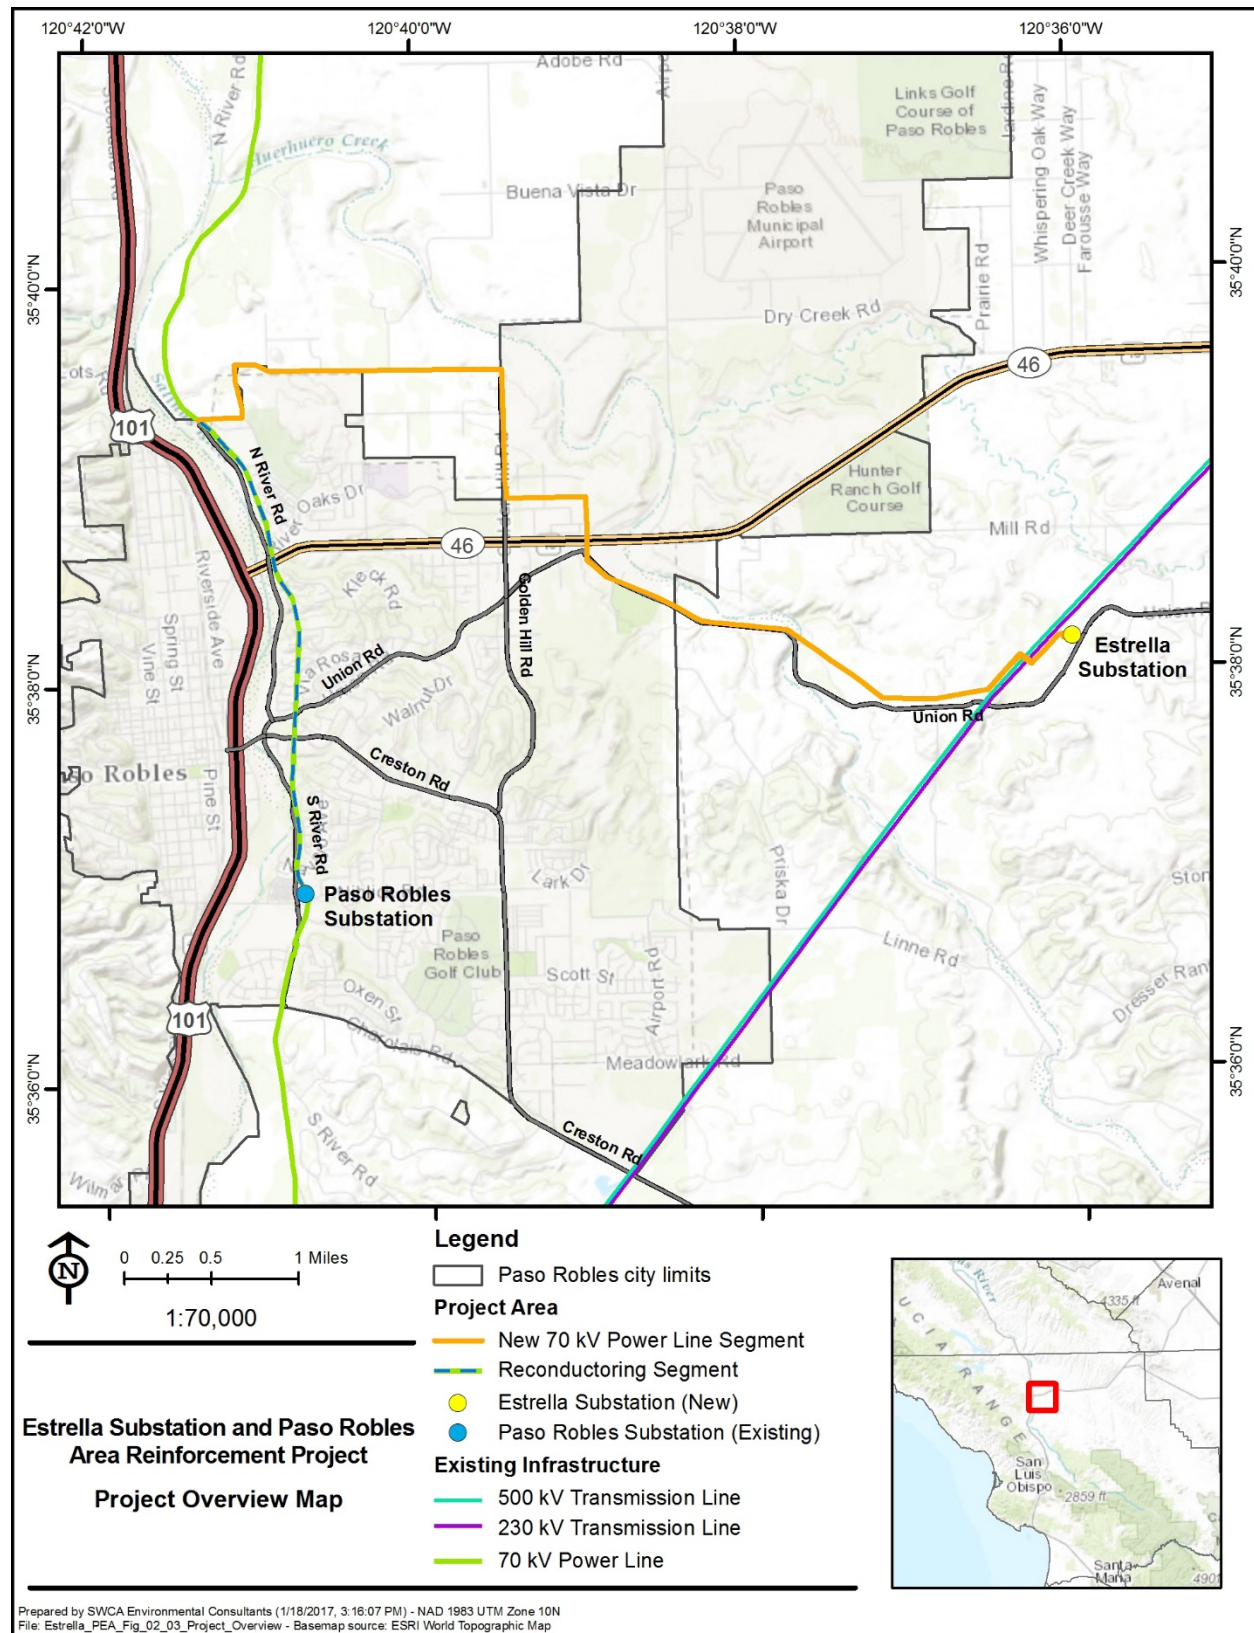 120°42'0"W
120°40'0"W
120°38'0"W
120°36'0"W
Adobe Rd
N River Rd
Huerhuero Creek
Links Golf
Course of
Paso Robles
Whispering Oak Way
Deer Creek Way
Farousse Way
Buena Vista Dr
Paso
Robles
Municipal
Airport
35°40'0"N
35°40'0"N
Prairie Rd
Dry Creek Rd
46
101
N River Rd
River Oaks Dr
Hunter
Ranch Golf
Course
Mill Rd
46
Kleck Rd
Golden Hill Rd
Riverside Ave
Spring St
Vine St
Union Rd
Walnut Dr
Estrella
Substation
35°38'0"N
35°38'0"N
Union Rd
Creston Rd
Pine St
S River Rd
Lark Dr
Priska Dr
Paso Robles
Substation
Linne Rd
Paso
Robles
Golf Club
Scott St
Airport Rd
Oxen St
101
Meadowlark Rd
35°36'0"N
35°36'0"N
S River Rd
Creston Rd
N
0 0.25 0.5 1 Miles
1:70,000
Estrella Substation and Paso Robles
Area Reinforcement Project
Project Overview Map
Legend
Paso Robles city limits
Project Area
New 70 kV Power Line Segment
Reconductoring Segment
Estrella Substation (New)
Paso Robles Substation (Existing)
Existing Infrastructure
500 kV Transmission Line
230 kV Transmission Line
70 kV Power Line
Avenal
4335 ft
San
Luis
Obispo
2859 ft
Santa
Maria
Prepared by SWCA Environmental Consultants (1/18/2017, 3:16:07 PM) - NAD 1983 UTM Zone 10N
File: Estrella_PEA_Fig_02_03_Project_Overview - Basemap source: ESRI World Topographic Map